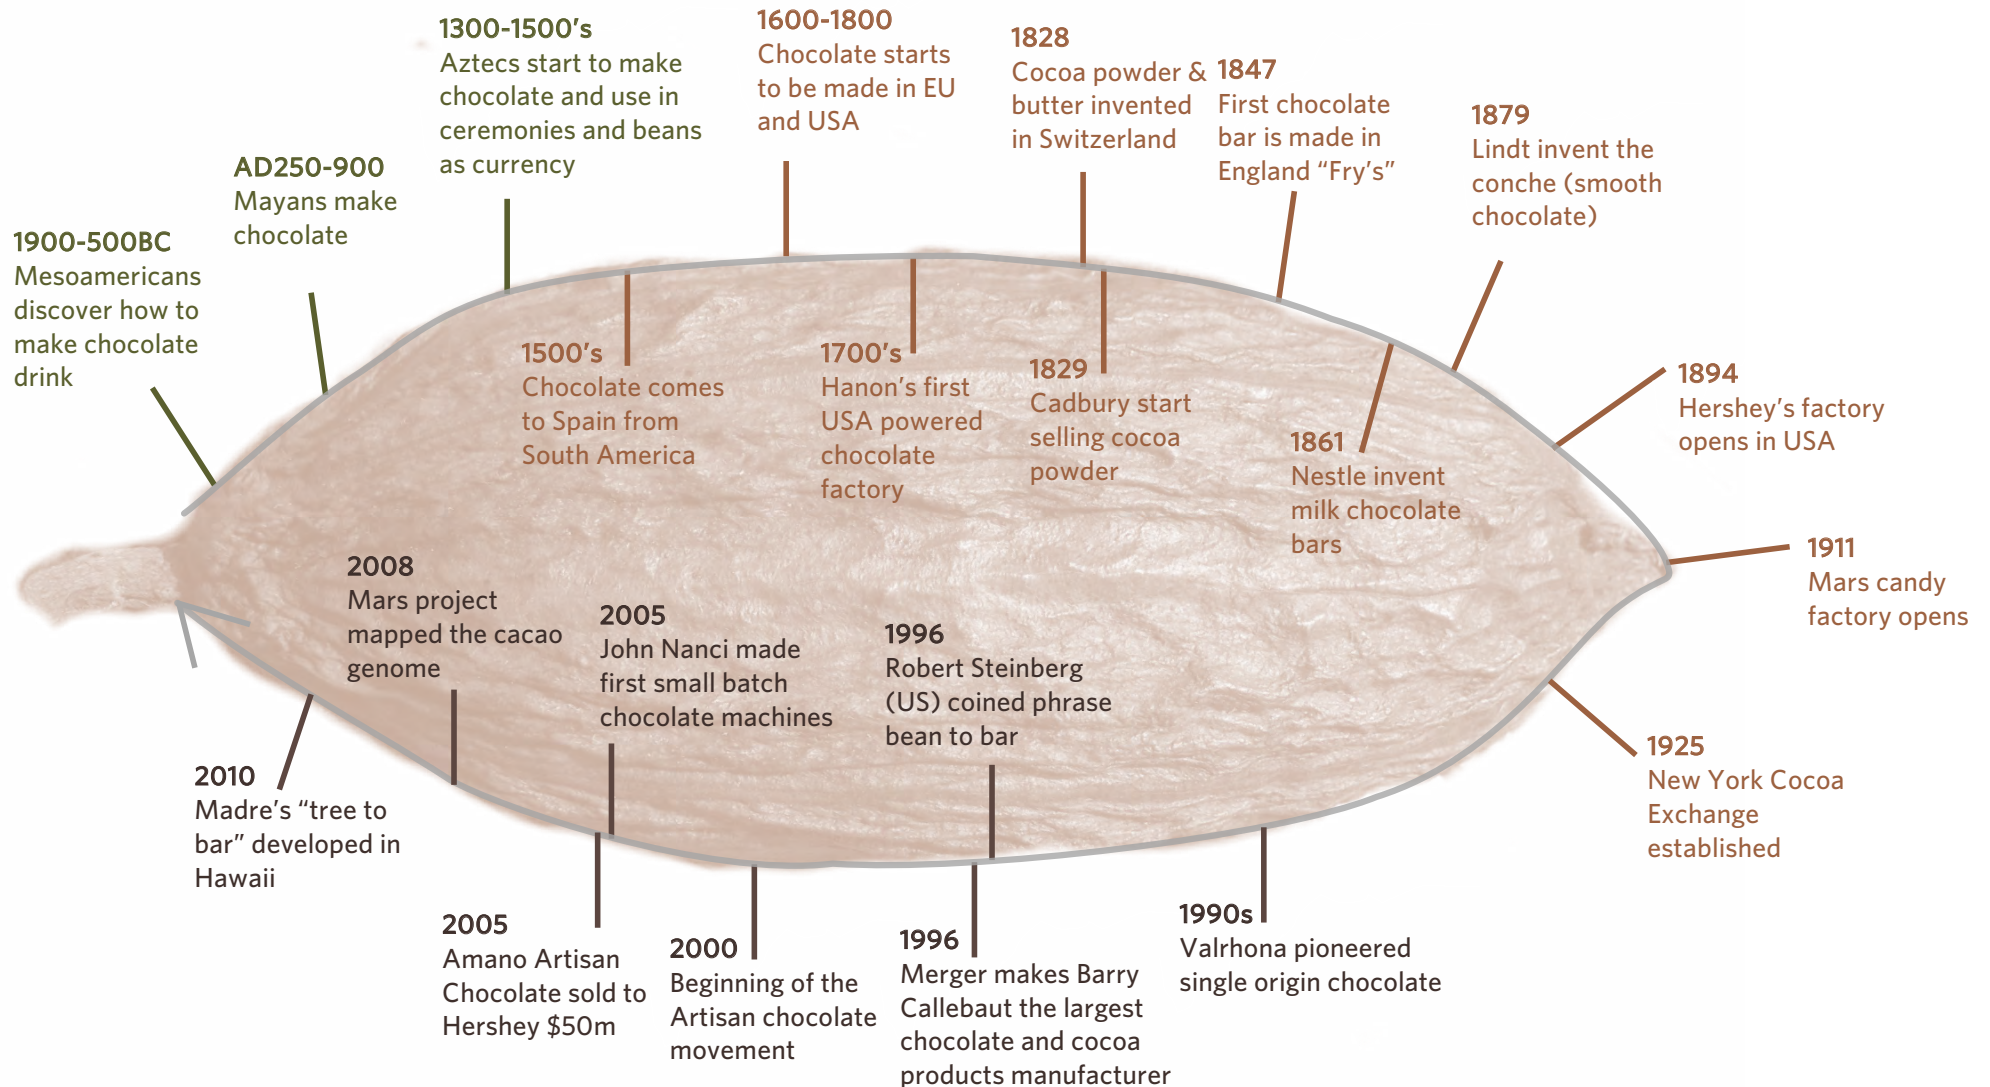 1900-500BC
Mesoamericans
discover how to
make chocolate
drink
AD250-900
Mayans make
chocolate
1300-1500's
Aztecs start to make
chocolate and use in
ceremonies and beans
as currency
1500's
Chocolate comes
to Spain from
South America
1600-1800
Chocolate starts
to be made in EU
and USA
1700's
Hanon's first
USA powered
chocolate
factory
1828
Cocoa powder &
butter invented
in Switzerland
1829
Cadbury start
selling cocoa
powder
1847
First chocolate
bar is made in
England “Fry's”
1861
Nestle invent
milk chocolate
bars
1879
Lindt invent the
conche (smooth
chocolate)
1894
Hershey's factory
opens in USA
1911
Mars candy
factory opens
1925
New York Cocoa
Exchange
established
1990s
Valrhona pioneered
single origin chocolate
1996
Robert Steinberg
(US) coined phrase
bean to bar
1996
Merger makes Barry
Callebaut the largest
chocolate and cocoa
products manufacturer
2000
Beginning of the
Artisan chocolate
movement
2005
John Nanci made
first small batch
chocolate machines
2005
Amano Artisan
Chocolate sold to
Hershey $50m
2008
Mars project
mapped the cacao
genome
2010
Madre's “tree to
bar” developed in
Hawaii